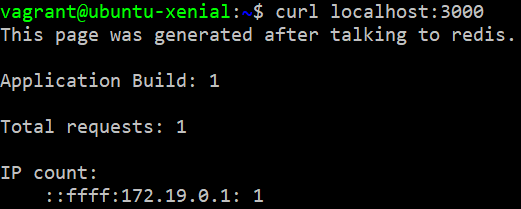 vagrant@ubuntu-xenial:~$ curl localhost:3000
This page was generated after talking to redis.
Application Build: 1
Total requests: 1
IP count:
    ::ffff:172.19.0.1: 1